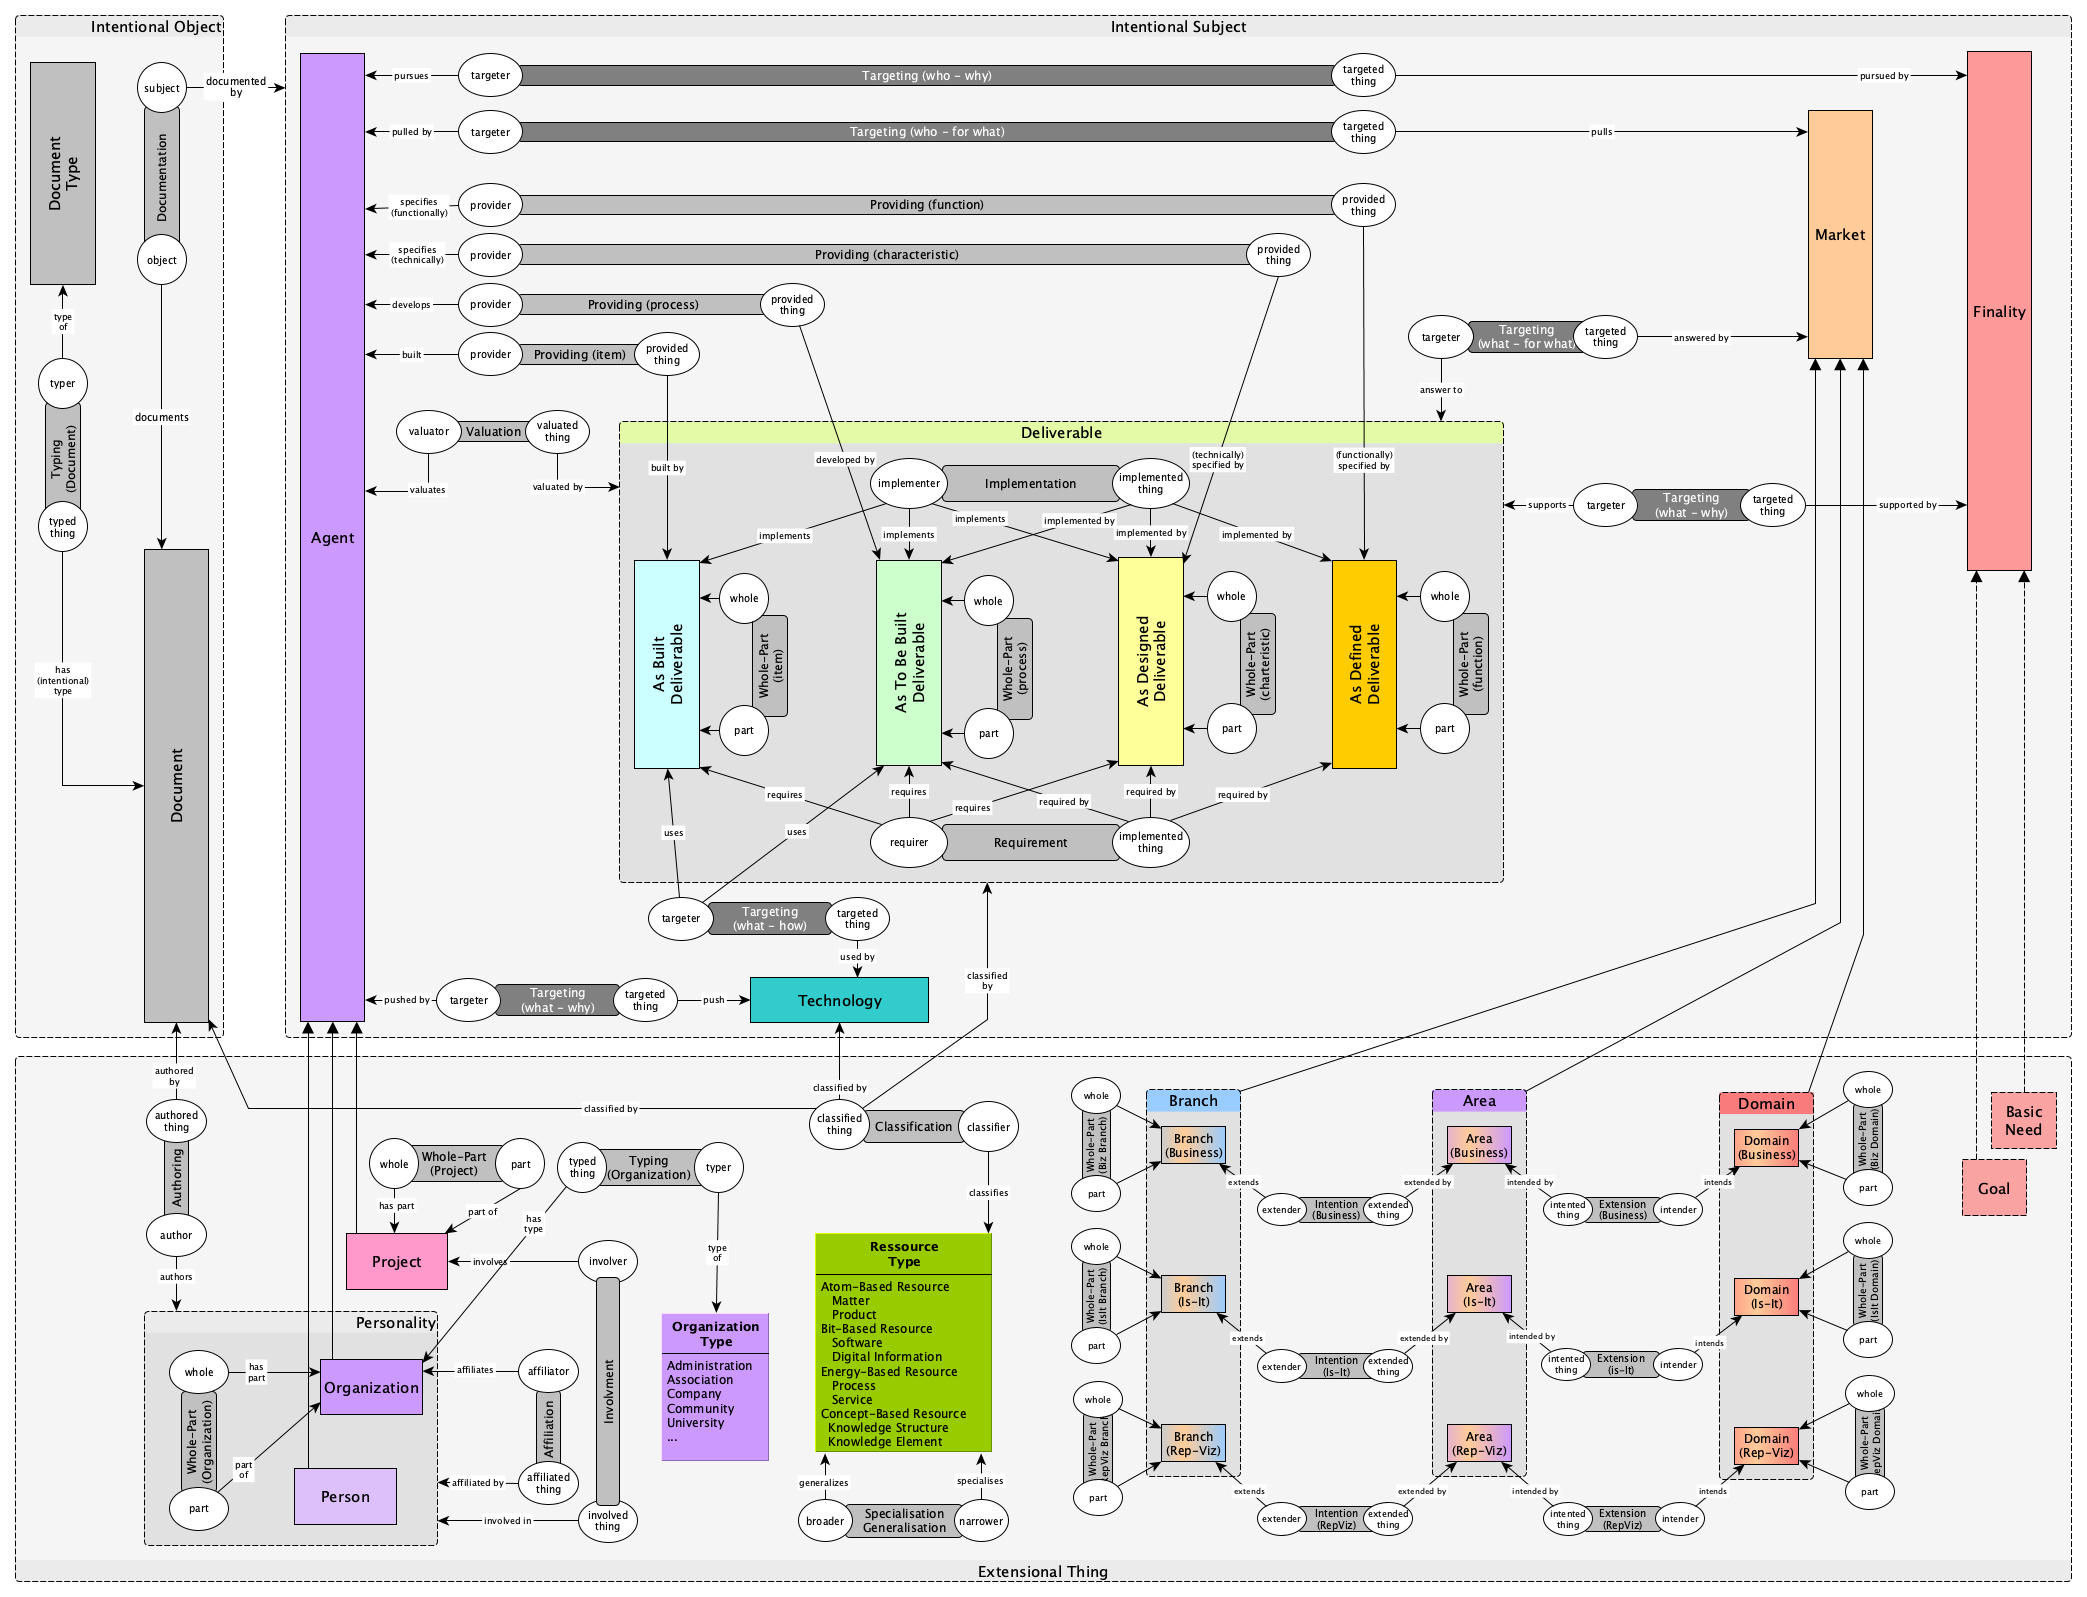 Intentional Object
Intentional Subject
Document
Type
subject
documented
by
Documentation
object
type
of
typer
Typing
(Document)
typed
thing
has
(intentional)
type
documents
Document
Agent
pursues
targeter
Targeting (who – why)
targeted
thing
pursued by
pulled by
targeter
Targeting (who – for what)
targeted
thing
pulls
Market
Finality
specifies
(functionally)
provider
Providing (function)
provided
thing
specifies
(technically)
provider
Providing (characteristic)
provided
thing
develops
provider
Providing (process)
provided
thing
built
provider
Providing (item)
provided
thing
targeter
Targeting
(what – for what)
targeted
thing
answered by
answer to
valuator
Valuation
valuated
thing
valuates
valuated by
Deliverable
built by
developed by
(technically)
specified by
(functionally)
specified by
implementer
Implementation
implemented
thing
implements
implements
implements
implemented by
implemented by
implemented by
supports
targeter
Targeting
(what – why)
targeted
thing
supported by
As Built
Deliverable
whole
Whole–Part
(item)
part
As To Be Built
Deliverable
whole
Whole–Part
(process)
part
As Designed
Deliverable
whole
Whole–Part
(charteristic)
part
As Defined
Deliverable
whole
Whole–Part
(function)
part
requires
requires
requires
required by
required by
required by
uses
uses
requirer
Requirement
implemented
thing
targeter
Targeting
(what – how)
targeted
thing
used by
classified
by
pushed by
targeter
Targeting
(what – why)
targeted
thing
push
Technology
authored
by
authored
thing
Authoring
author
authors
classified by
classified by
classified
thing
Classification
classifier
classifies
whole
Whole–Part
(Project)
part
has part
part of
Project
typed
thing
Typing
(Organization)
typer
has
type
type
of
involves
involver
Involvment
involved
thing
involved in
Personality
whole
has
part
Whole–Part
(Organization)
part
of
part
Organization
Person
affiliates
affiliator
Affiliation
affiliated
thing
affiliated by
Organization
Type
Administration
Association
Company
Community
University
...
Ressource
Type
Atom–Based Resource
Matter
Product
Bit–Based Resource
Software
Digital Information
Energy–Based Resource
Process
Service
Concept–Based Resource
Knowledge Structure
Knowledge Element
generalizes
specialises
broader
Specialisation
Generalisation
narrower
Branch
Area
Domain
whole
Whole–Part
(Biz Branch)
part
Branch
(Business)
extends
extender
Intention
(Business)
extended
thing
extended by
Area
(Business)
intended by
intented
thing
Extension
(Business)
intender
intends
Domain
(Business)
whole
Whole–Part
(Biz Domain)
part
whole
Whole–Part
(IsIt Branch)
part
Branch
(Is–It)
extends
extender
Intention
(Is–It)
extended
thing
extended by
Area
(Is–It)
intended by
intented
thing
Extension
(is–It)
intender
intends
Domain
(Is–It)
whole
Whole–Part
(IsIt Domain)
part
whole
Whole–Part
epViz Branc
part
Branch
(Rep–Viz)
extends
extender
Intention
(RepViz)
extended
thing
extended by
Area
(Rep–Viz)
intended by
intented
thing
Extension
(RepViz)
intender
intends
Domain
(Rep–Viz)
whole
Whole–Part
epViz Domai
part
Basic
Need
Goal
Extensional Thing